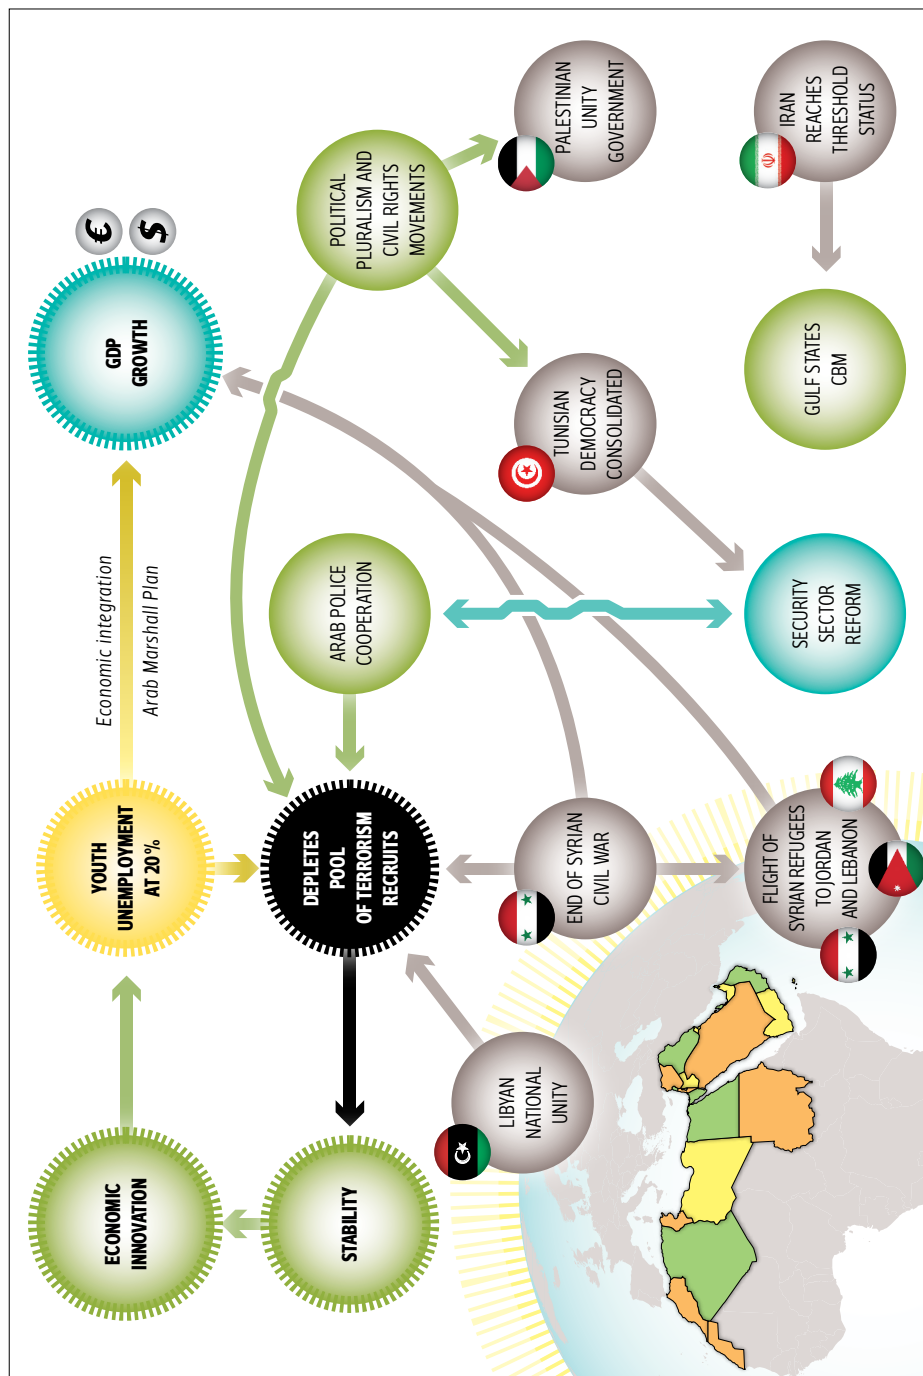 ECONOMIC
INNOVATION
YOUTH
UNEMPLOYMENT
AT 20 %
Economic integration
Arab Marshall Plan
GDP
GROWTH
€
$
STABILITY
DEPLETES
POOL
OF TERRORISM
RECRUITS
ARAB POLICE
COOPERATION
POLITICAL
PLURALISM AND
CIVIL RIGHTS
MOVEMENTS
LIBYAN
NATIONAL
UNITY
END OF SYRIAN
CIVIL WAR
TUNISIAN
DEMOCRACY
CONSOLIDATED
PALESTINIAN
UNITY
GOVERNMENT
FLIGHT OF
SYRIAN REFUGEES
TO JORDAN
AND LEBANON
SECURITY
SECTOR
REFORM
GULF STATES
CBM
IRAN
REACHES
THRESHOLD
STATUS